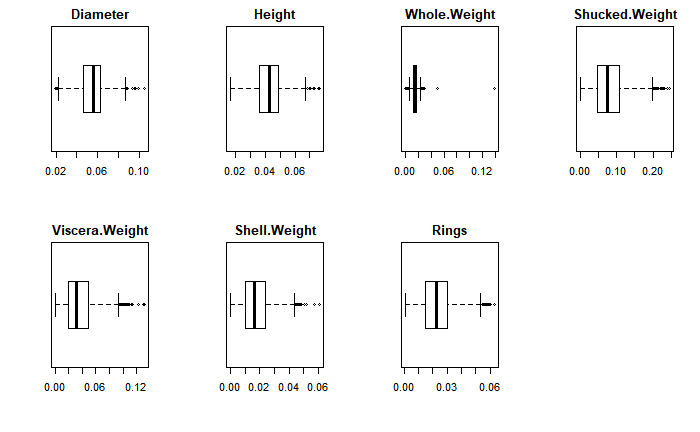 Diameter Height Whole.Weight Shucked.Weight
0.02 0.06 0.10 0.02 0.04 0.06 0.00 0.06 0.12 0.00 0.10 0.20
Viscera.Weight Shell.Weight Rings
0.00 0.06 0.12 0.00 0.02 0.04 0.06 0.00 0.03 0.06